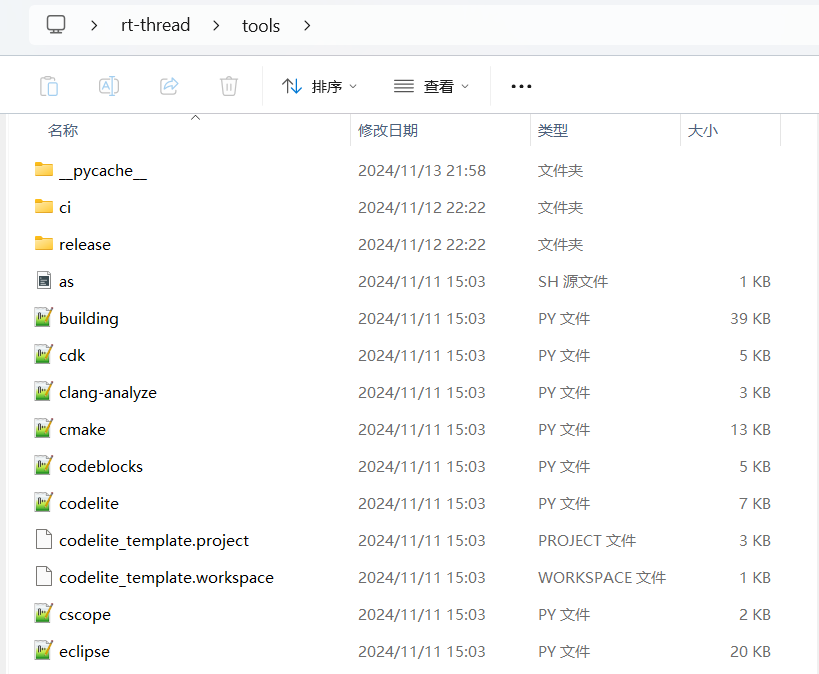 rt-thread > tools >
排序 查看
名称 修改日期 类型 大小
__pycache__ 2024/11/13 21:58 文件夹
ci 2024/11/12 22:22 文件夹
release 2024/11/12 22:22 文件夹
as 2024/11/11 15:03 SH 源文件 1 KB
building 2024/11/11 15:03 PY 文件 39 KB
cdk 2024/11/11 15:03 PY 文件 5 KB
clang-analyze 2024/11/11 15:03 PY 文件 3 KB
cmake 2024/11/11 15:03 PY 文件 13 KB
codeblocks 2024/11/11 15:03 PY 文件 5 KB
codelite 2024/11/11 15:03 PY 文件 7 KB
codelite_template.project 2024/11/11 15:03 PROJECT 文件 3 KB
codelite_template.workspace 2024/11/11 15:03 WORKSPACE 文件 1 KB
cscope 2024/11/11 15:03 PY 文件 2 KB
eclipse 2024/11/11 15:03 PY 文件 20 KB